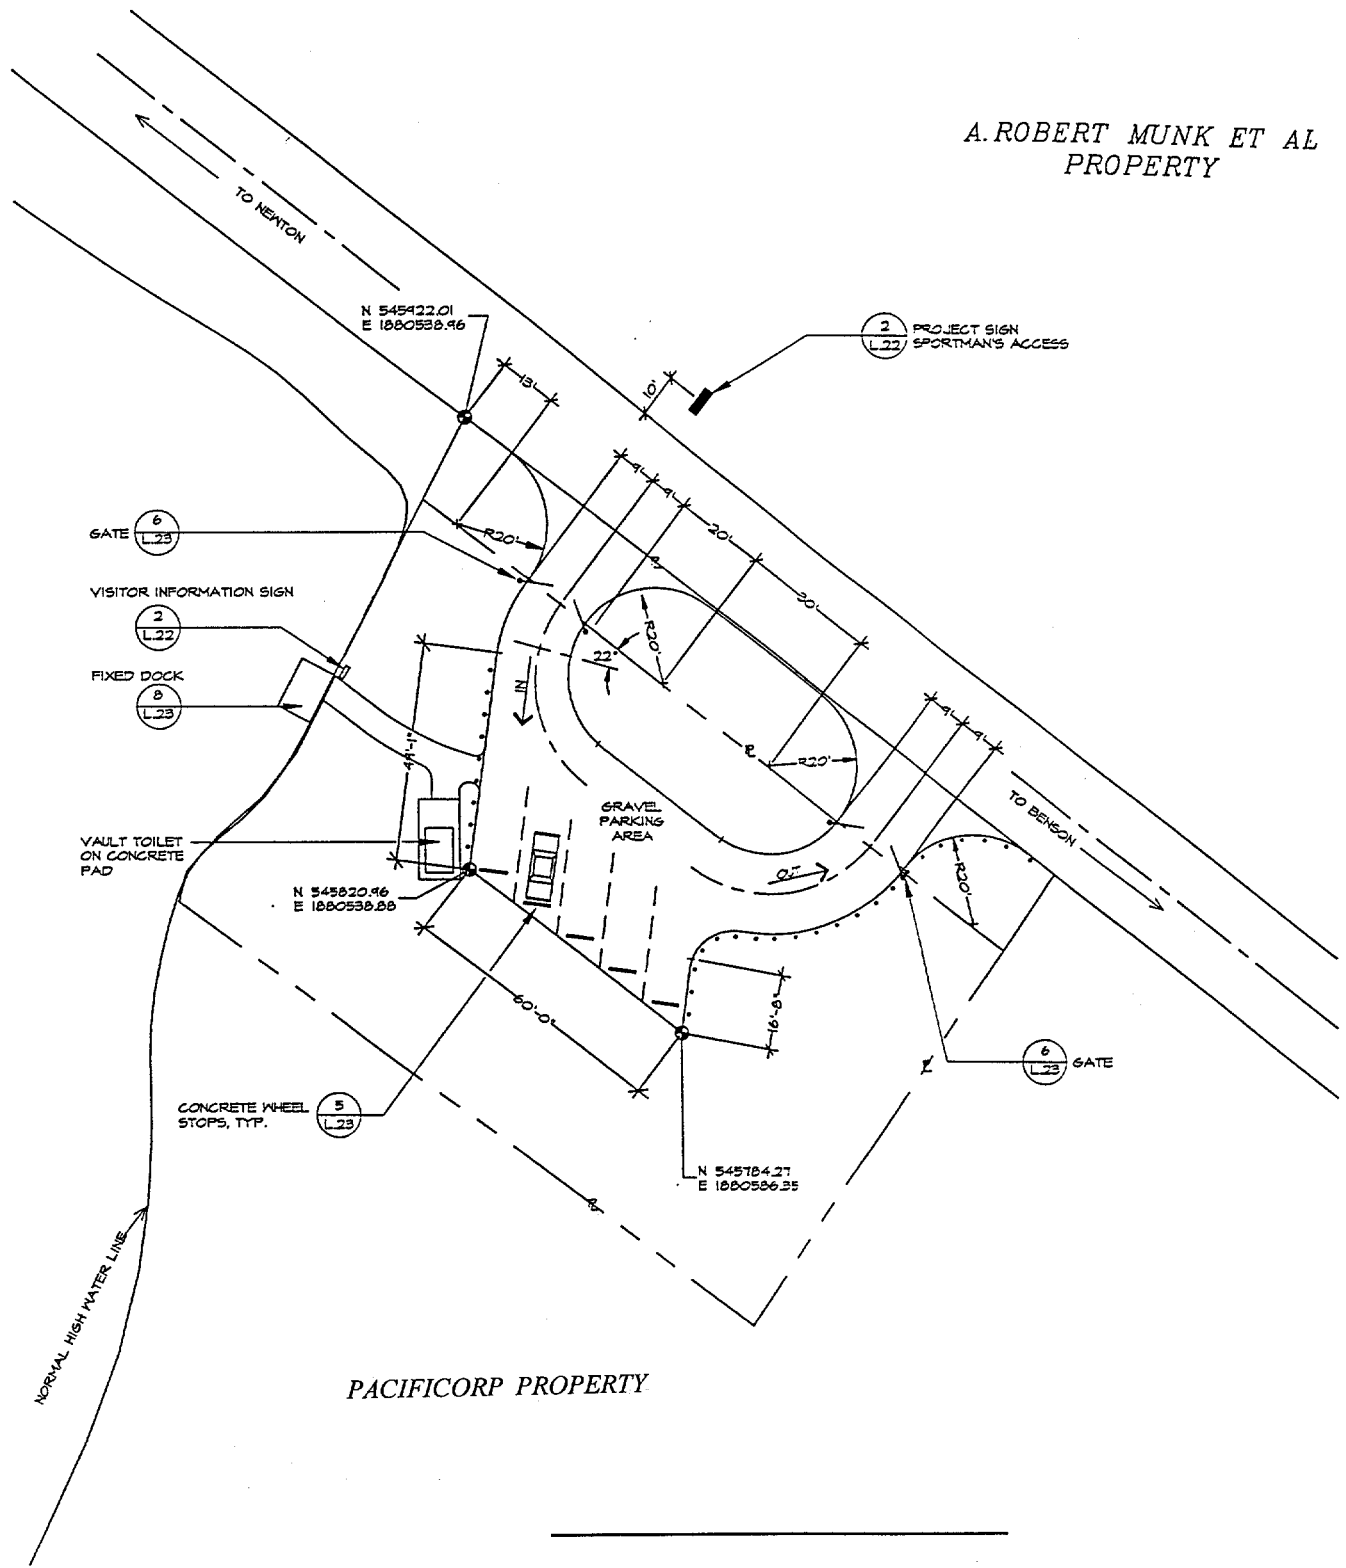 A. ROBERT MUNK ET AL
PROPERTY
TO NEWTON
N 545922.01
E 1880538.96
2
L.22
PROJECT SIGN
SPORTMAN'S ACCESS
13'
10'
9'
9'
20'
30'
GATE
6
L.23
R20'
VISITOR INFORMATION SIGN
2
L.22
R20'
22°
FIXED DOCK
8
L.23
IN
49'-1"
R20'
9'
9'
TO BENSON
GRAVEL
PARKING
AREA
VAULT TOILET
ON CONCRETE
PAD
N 545820.96
E 1880538.88
R20'
60'-0"
16'-8"
6
L.23
GATE
CONCRETE WHEEL
STOPS, TYP.
5
L.23
N 545784.27
E 1880586.35
NORMAL HIGH WATER LINE
PACIFICORP PROPERTY